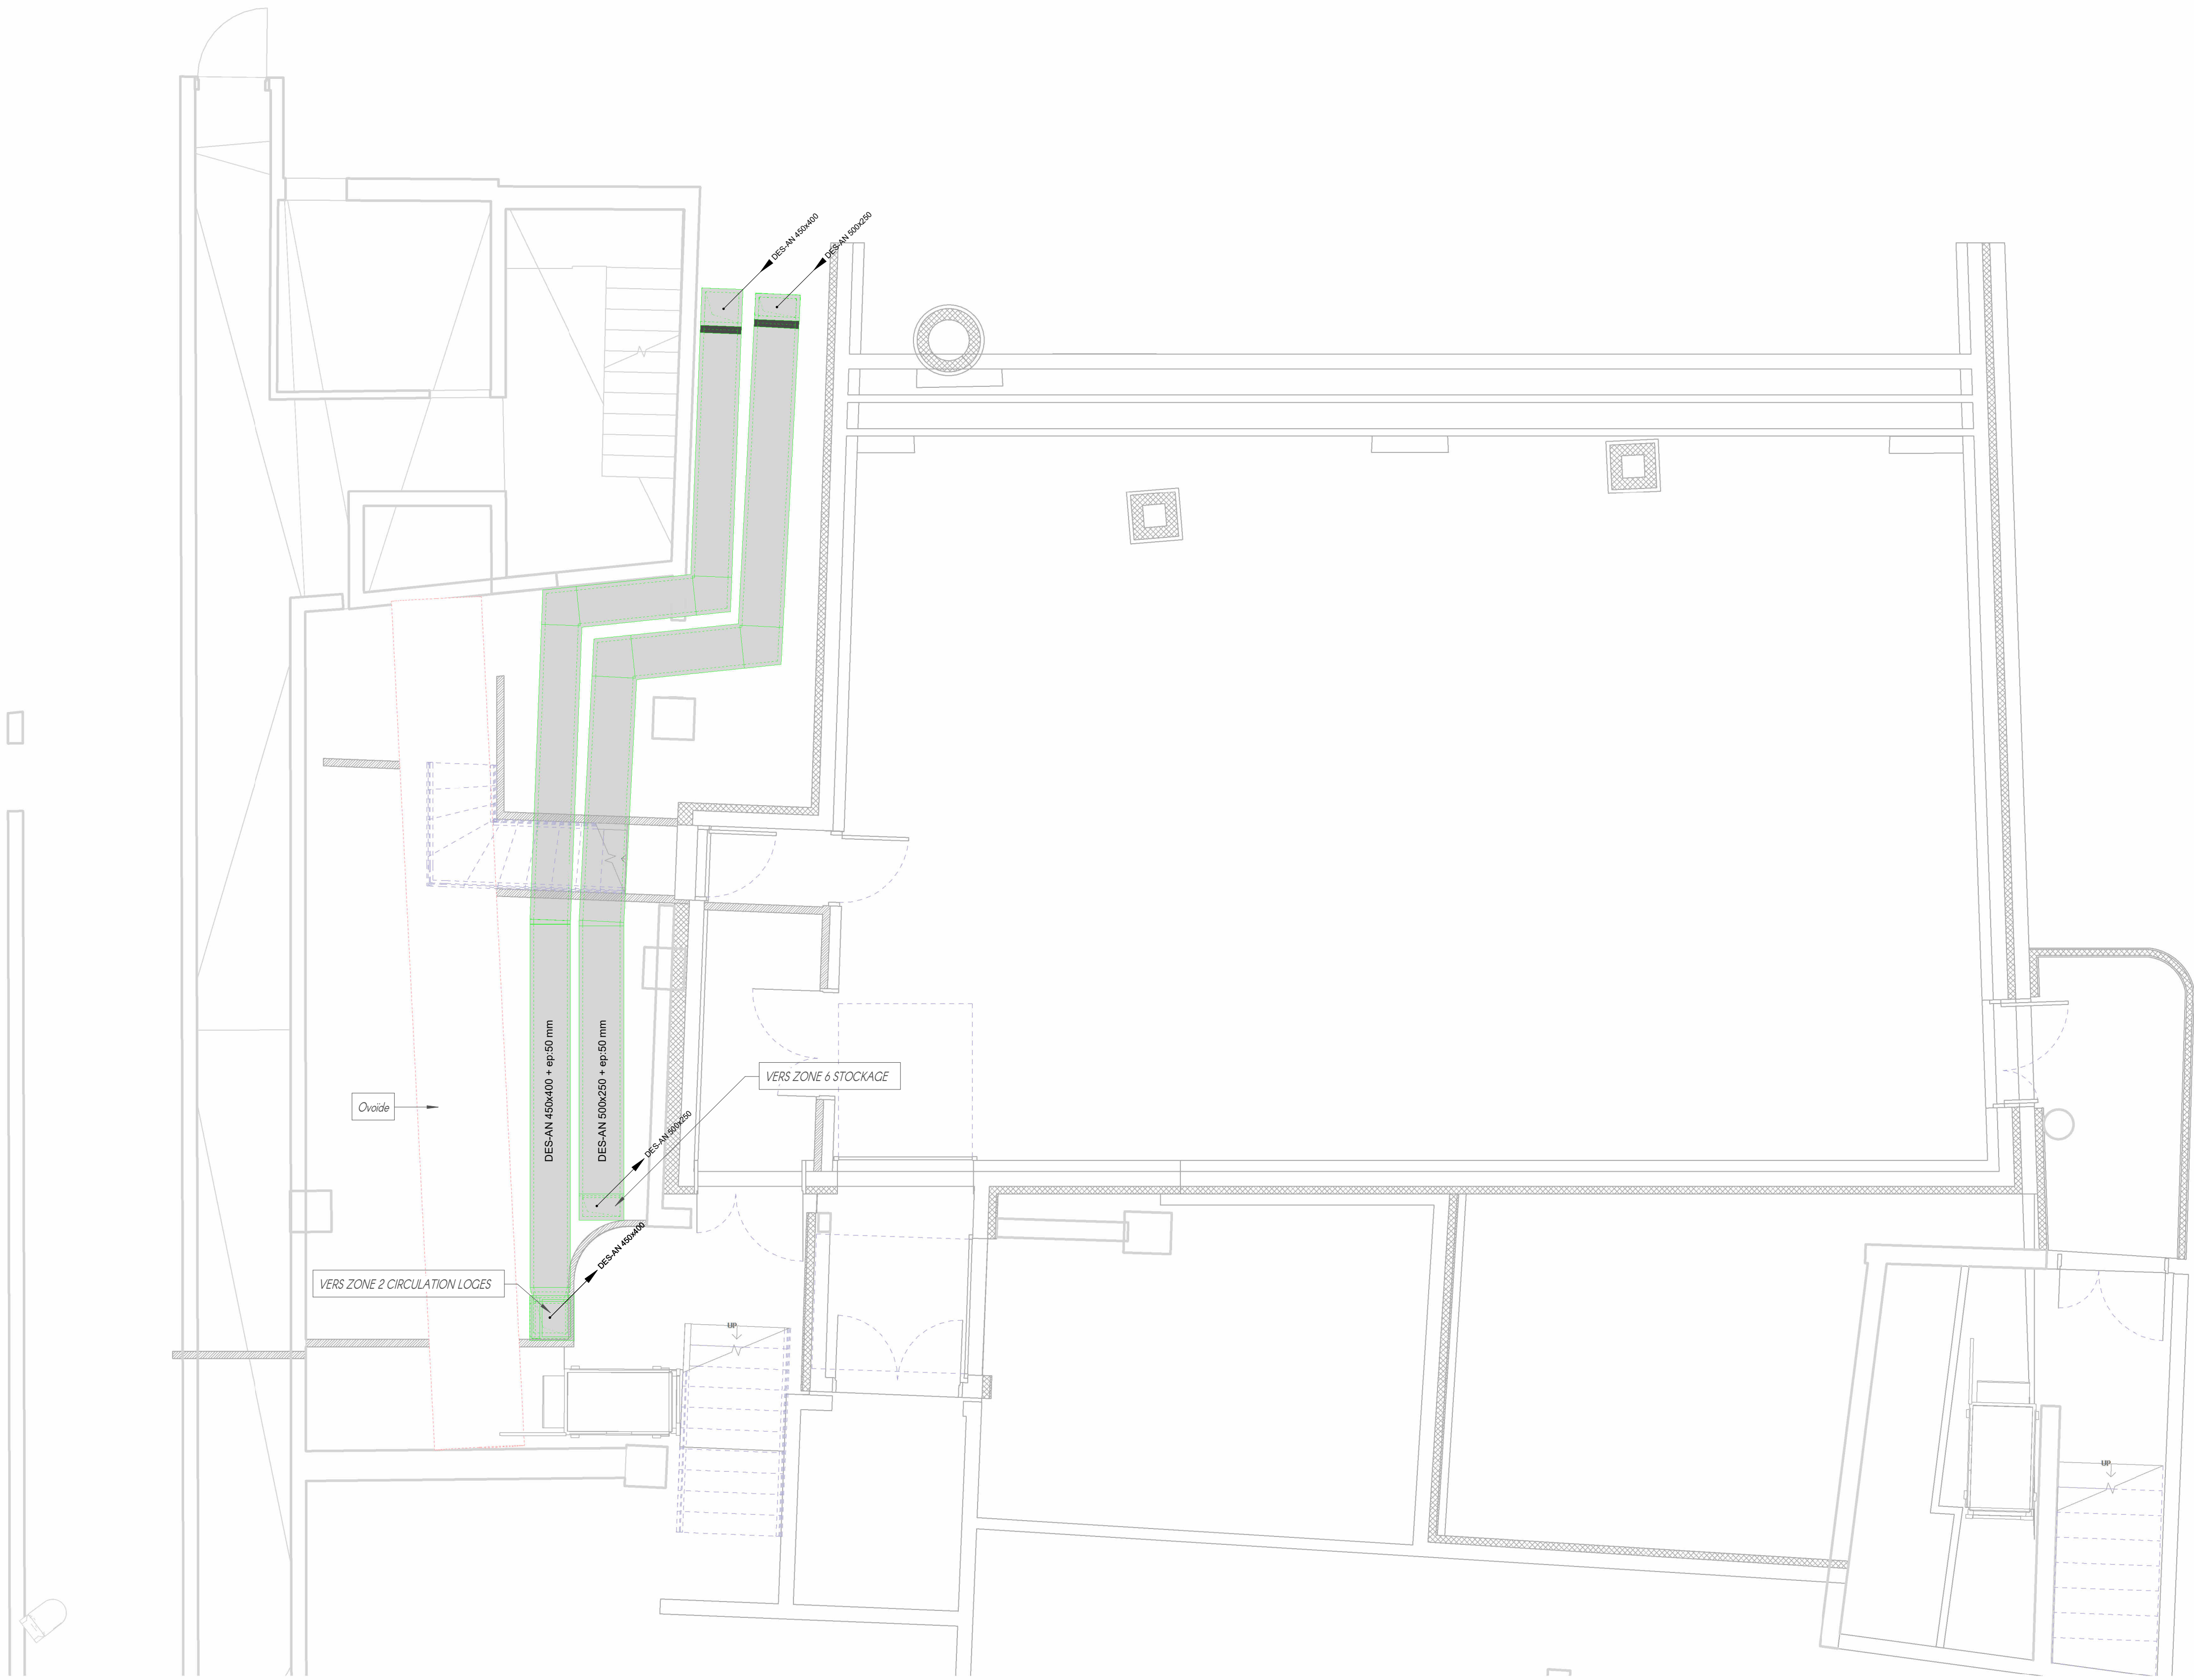 DES-AN 450x400
DES-AN 500x250
DES-AN 450x400 + ep:50 mm
DES-AN 500x250 + ep:50 mm
VERS ZONE 6 STOCKAGE
Ovoïde
DES-AN 500x250
DES-AN 450x400
VERS ZONE 2 CIRCULATION LOGES
UP
UP